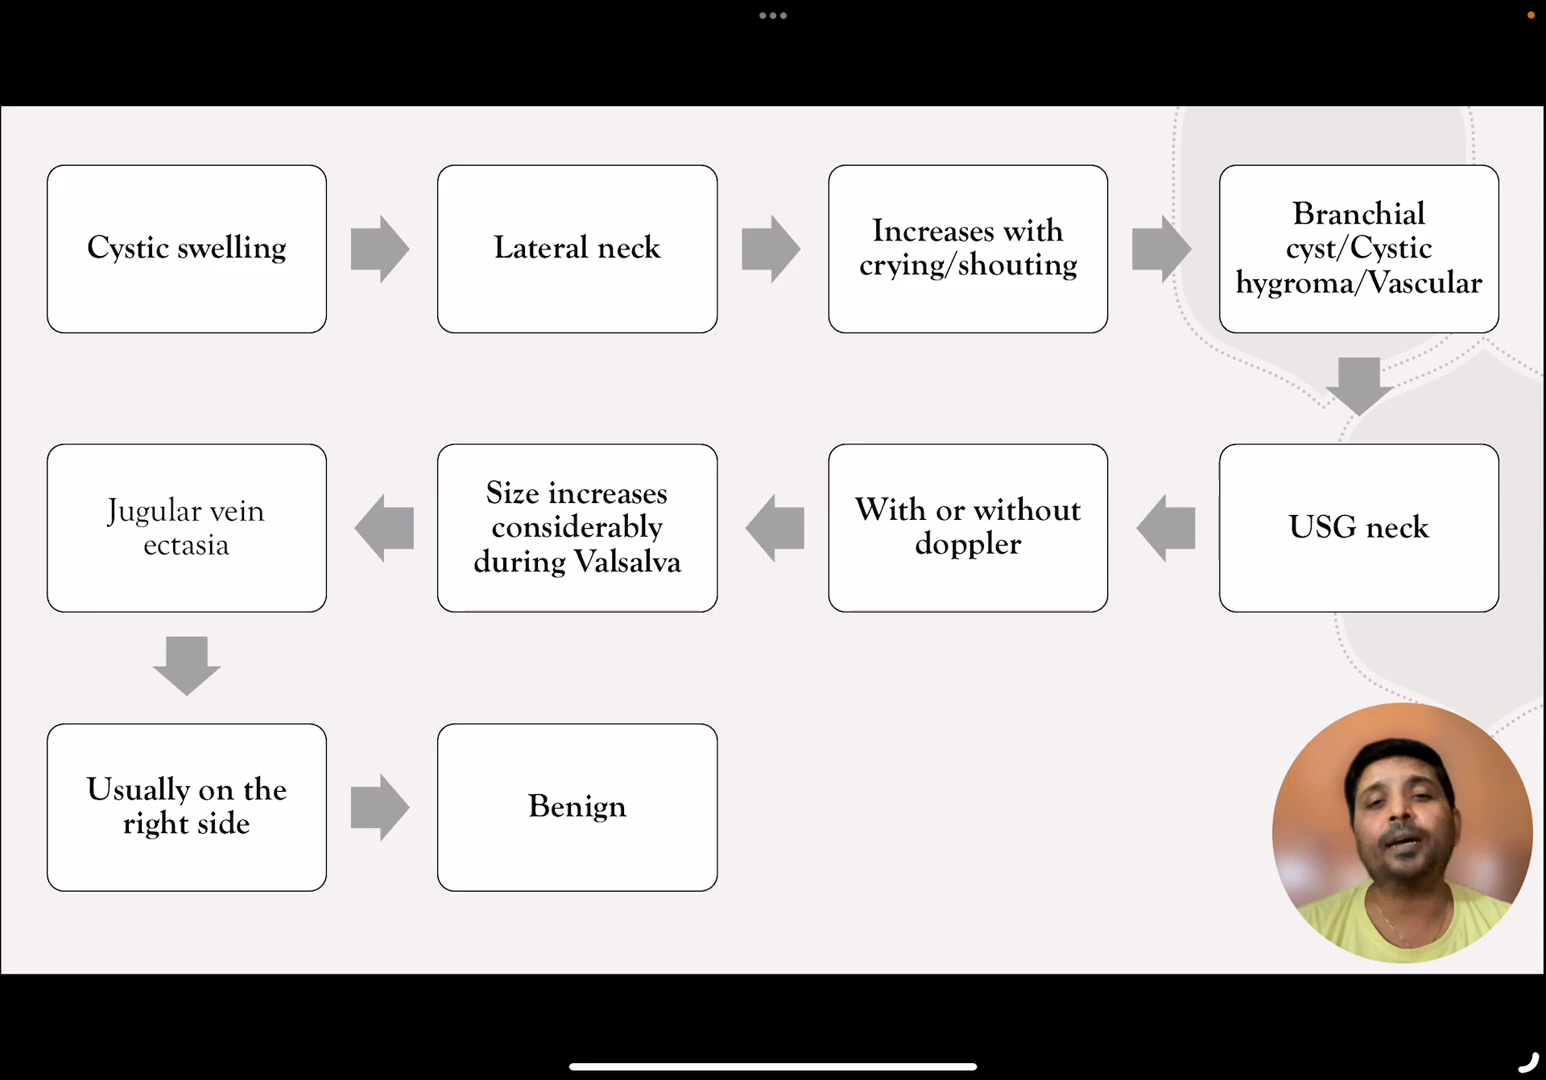 Cystic swelling
Lateral neck
Increases with
crying/shouting
Branchial
cyst/Cystic
hygroma/Vascular
USG neck
With or without
doppler
Size increases
considerably
during Valsalva
Jugular vein
ectasia
Usually on the
right side
Benign